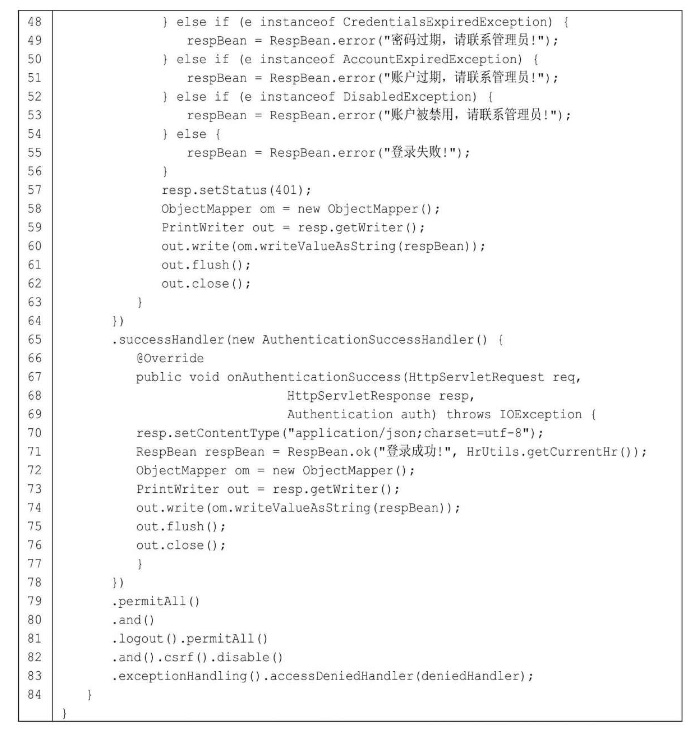 48 } else if (e instanceof CredentialsExpiredException) {
49 respBean = RespBean.error("密码过期，请联系管理员!");
50 } else if (e instanceof AccountExpiredException) {
51 respBean = RespBean.error("账户过期，请联系管理员!");
52 } else if (e instanceof DisabledException) {
53 respBean = RespBean.error("账户被禁用，请联系管理员!");
54 } else {
55 respBean = RespBean.error("登录失败!");
56 }
57 resp.setStatus(401);
58 ObjectMapper om = new ObjectMapper();
59 PrintWriter out = resp.getWriter();
60 out.write(om.writeValueAsString(respBean));
61 out.flush();
62 out.close();
63 }
64 })
65 .successHandler(new AuthenticationSuccessHandler() {
66 @Override
67 public void onAuthenticationSuccess(HttpServletRequest req,
68 HttpServletResponse resp,
69 Authentication auth) throws IOException {
70 resp.setContentType("application/json;charset=utf-8");
71 RespBean respBean = RespBean.ok("登录成功!", HrUtils.getCurrentHr());
72 ObjectMapper om = new ObjectMapper();
73 PrintWriter out = resp.getWriter();
74 out.write(om.writeValueAsString(respBean));
75 out.flush();
76 out.close();
77 }
78 })
79 .permitAll()
80 .and()
81 .logout().permitAll()
82 .and().csrf().disable()
83 .exceptionHandling().accessDeniedHandler(deniedHandler);
84 }
}